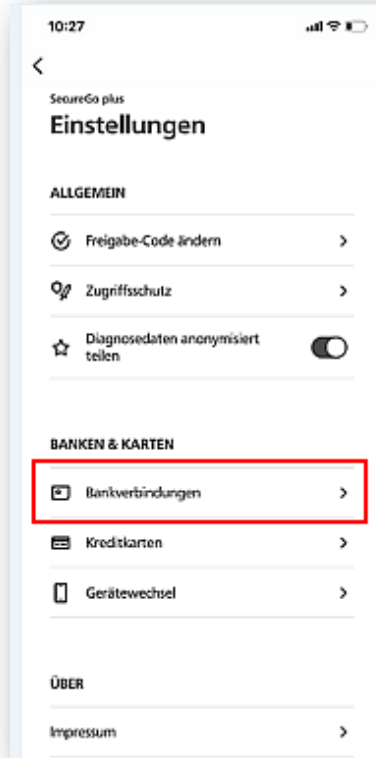 10:27
SecureGo plus
Einstellungen
ALLGEMEIN
Freigabe-Code ändern
Zugriffsschutz
Diagnosedaten anonymisiert
teilen
BANKEN & KARTEN
Bankverbindungen
Kreditkarten
Gerätewechsel
ÜBER
Impressum